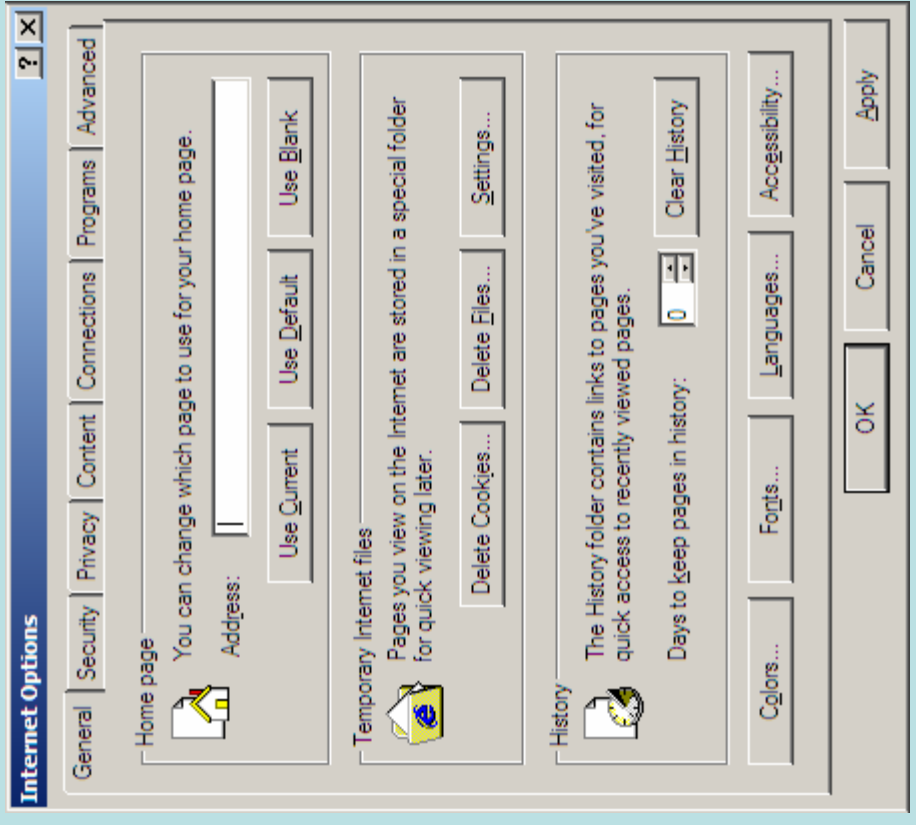 Internet Options
? X
General Security Privacy Content Connections Programs Advanced
Home page
You can change which page to use for your home page.
Address:
Use Current Use Default Use Blank
Temporary Internet files
Pages you view on the Internet are stored in a special folder
for quick viewing later.
Delete Cookies... Delete Files... Settings...
History
The History folder contains links to pages you've visited, for
quick access to recently viewed pages.
Days to keep pages in history: 0 Clear History
Colors... Fonts... Languages... Accessibility...
OK Cancel Apply